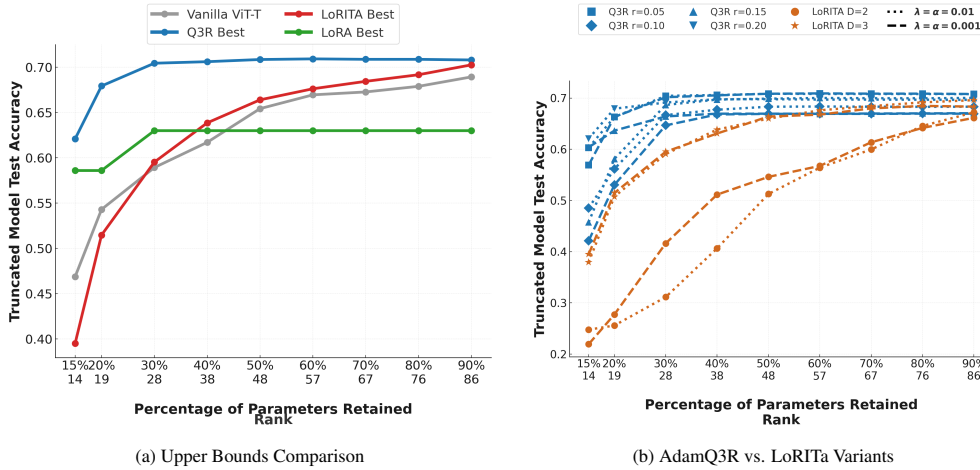 Vanilla ViT-T
Q3R Best
LoRITA Best
LoRA Best
Truncated Model Test Accuracy
0.70
0.65
0.60
0.55
0.50
0.45
0.40
15% 20% 30% 40% 50% 60% 70% 80% 90%
14 19 28 38 48 57 67 76 86
Percentage of Parameters Retained
Rank
(a) Upper Bounds Comparison
Q3R r=0.05
Q3R r=0.10
Q3R r=0.15
Q3R r=0.20
LoRITA D=2
LoRITA D=3
λ = α = 0.01
λ = α = 0.001
Truncated Model Test Accuracy
0.7
0.6
0.5
0.4
0.3
0.2
15% 20% 30% 40% 50% 60% 70% 80% 90%
14 19 28 38 48 57 67 76 86
Percentage of Parameters Retained
Rank
(b) AdamQ3R vs. LoRITa Variants